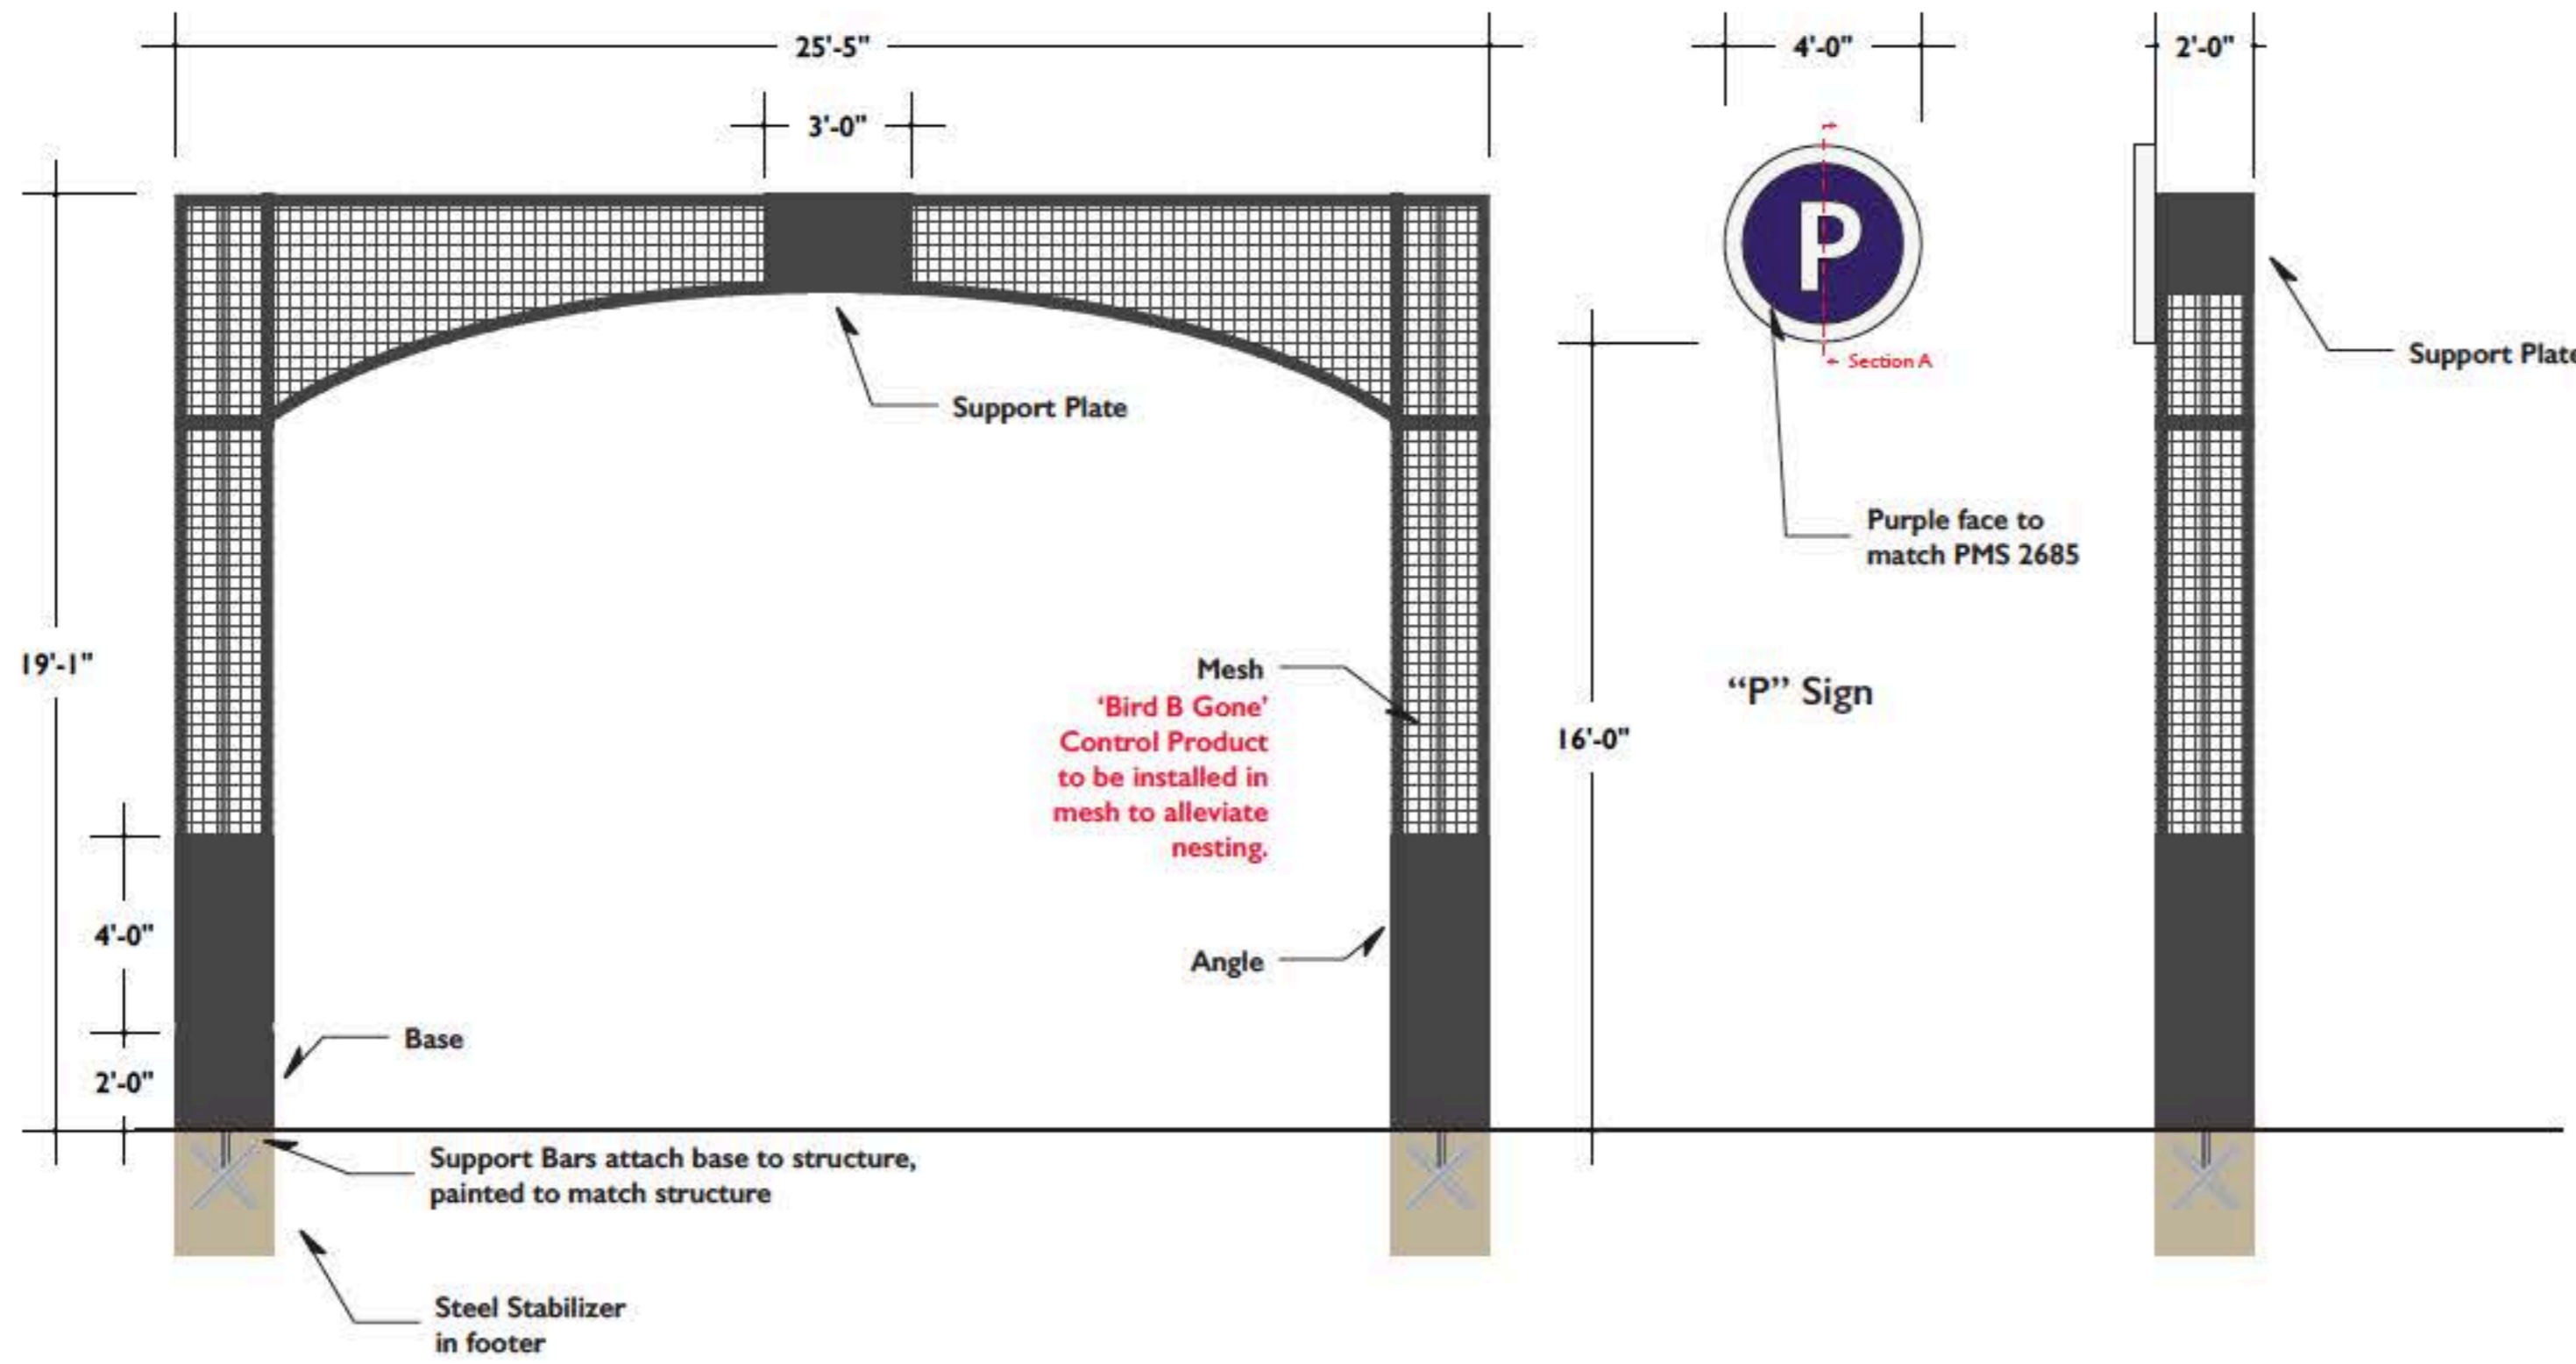 25'-5"
4'-0"
2'-0"
3'-0"
P
Section A
Support Plate
Support Plate
Purple face to
match PMS 2685
19'-1"
Mesh
‘Bird B Gone’
Control Product
to be installed in
mesh to alleviate
nesting.
“P” Sign
16'-0"
4'-0"
Angle
Base
2'-0"
Support Bars attach base to structure,
painted to match structure
Steel Stabilizer
in footer